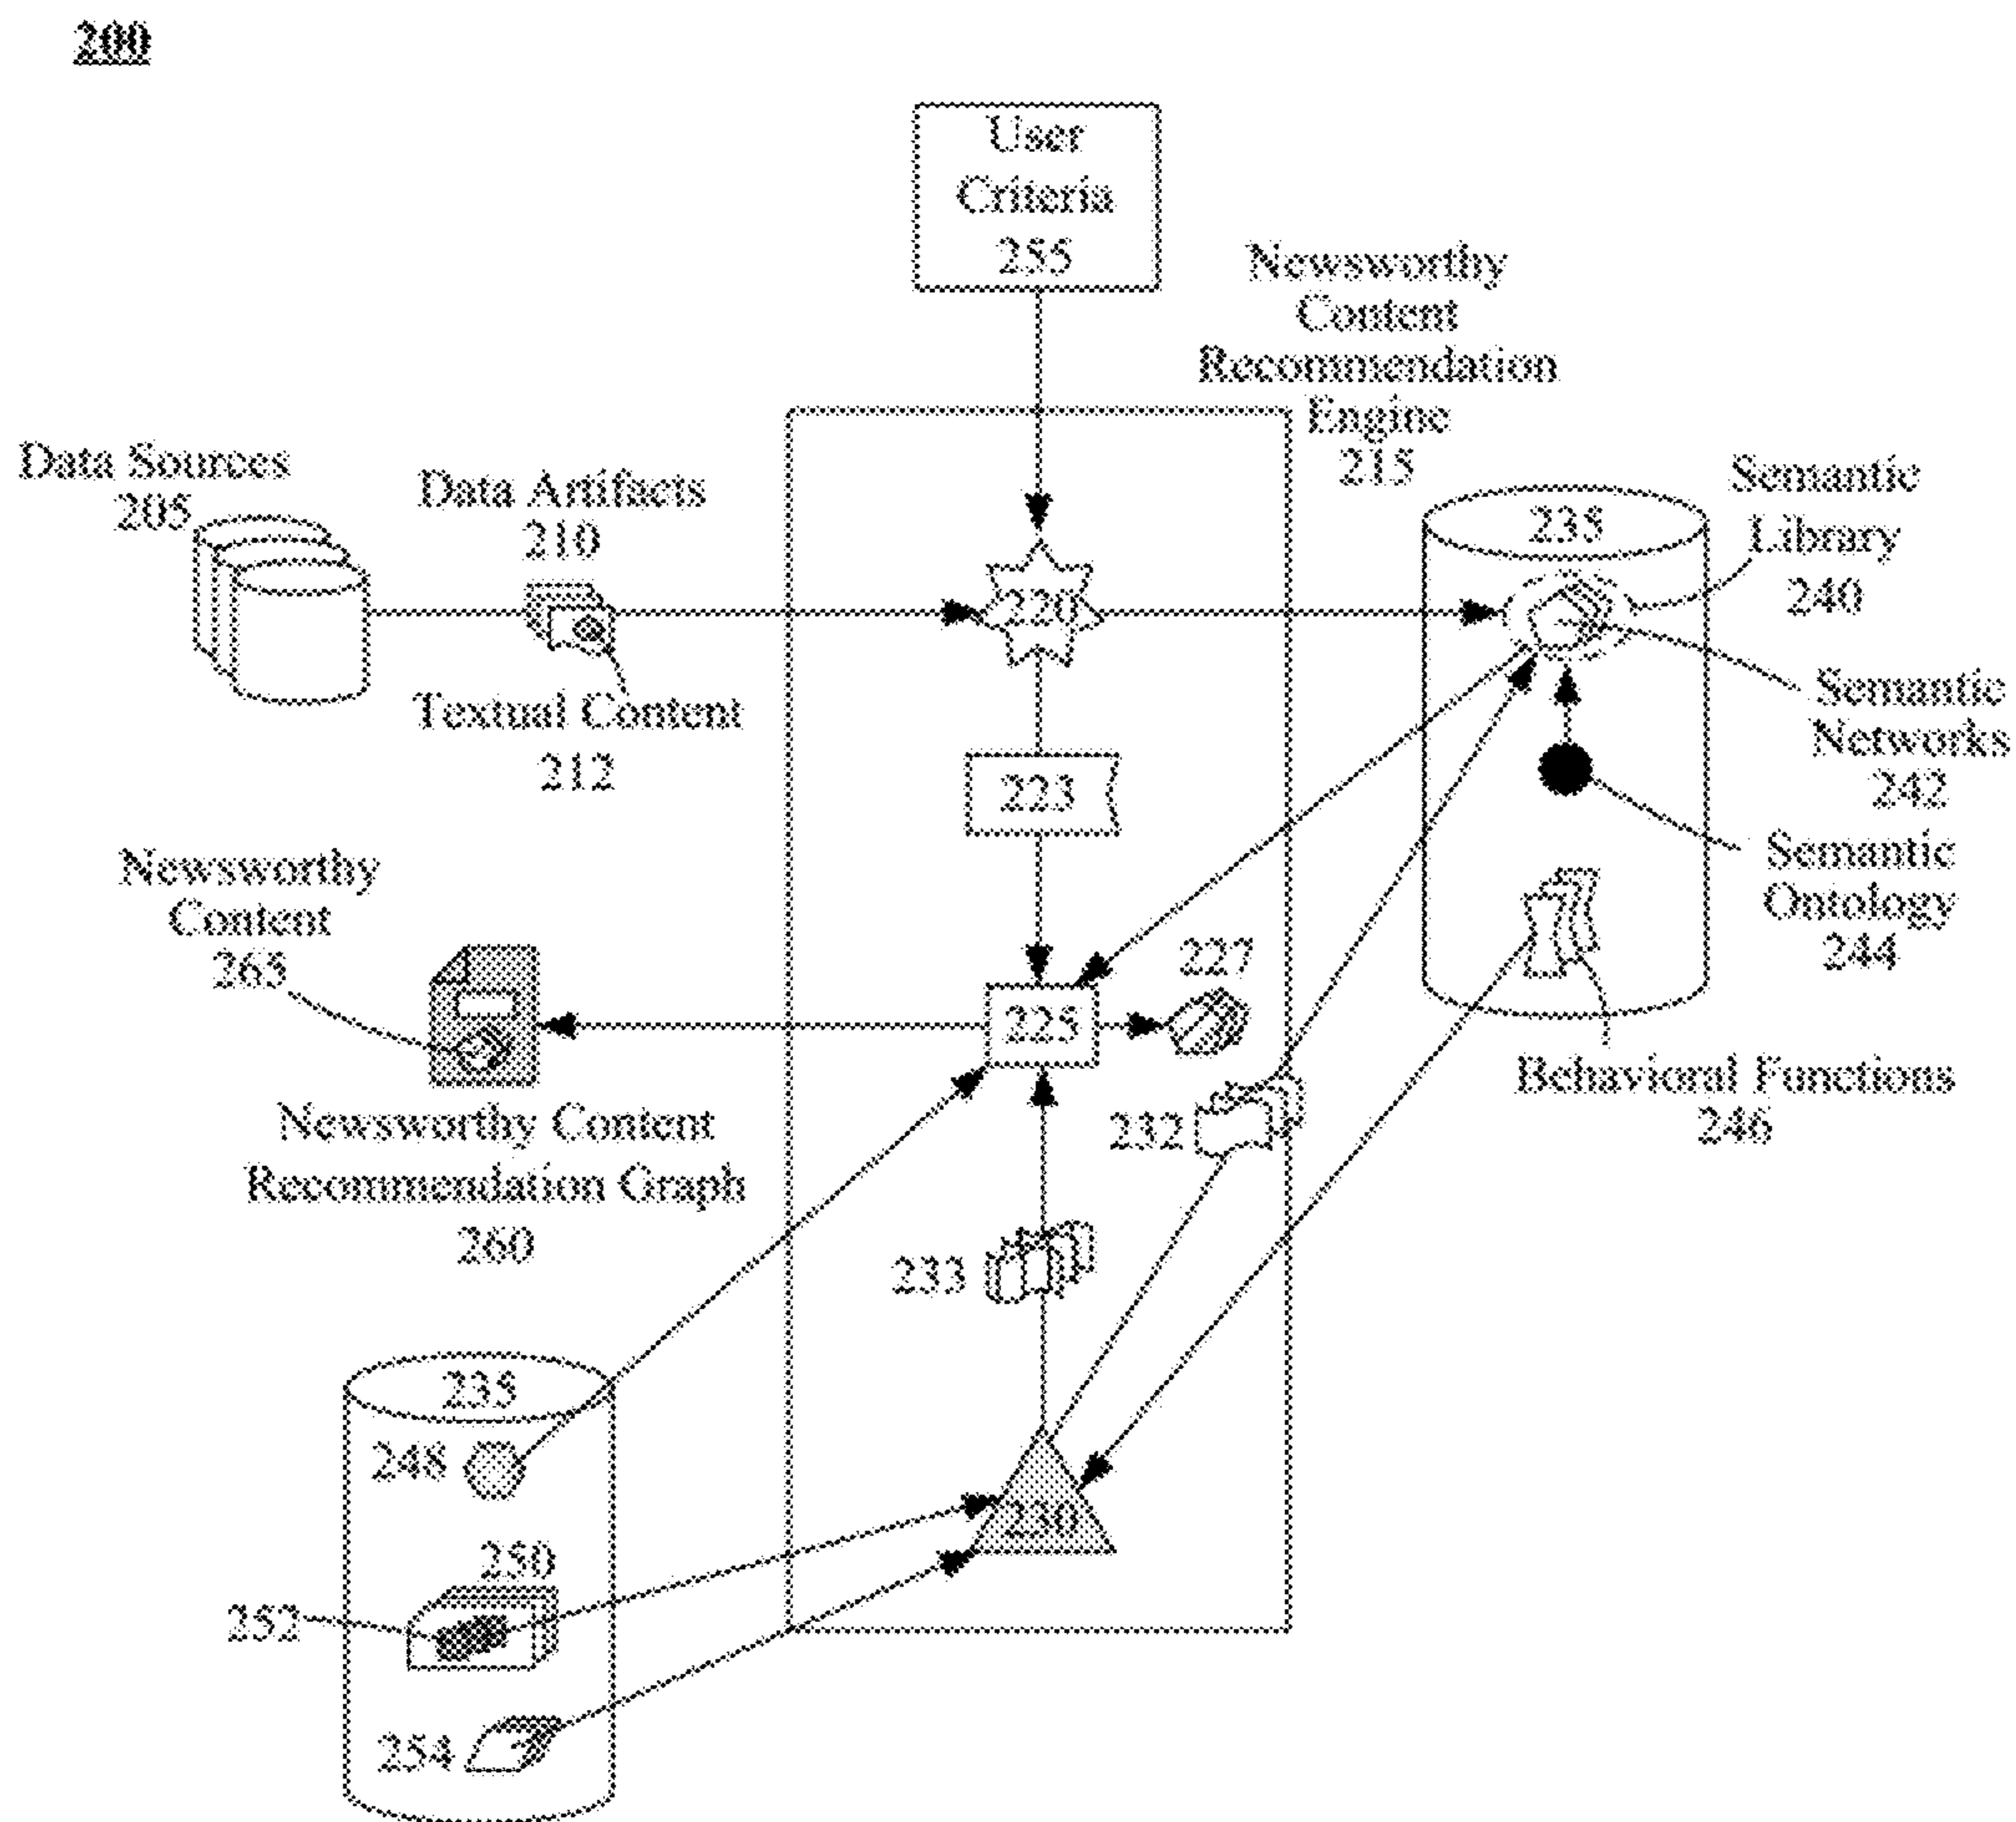 200
User
Criteria
255
Newsworthy
Content
Recommendation
Engine
215
Data Sources
205
Data Artifacts
210
Textual Content
212
220
235
Semantic
Library
240
Semantic
Networks
242
Semantic
Ontology
244
223
Newsworthy
Content
265
225
227
Behavioral Functions
246
232
Newsworthy Content
Recommendation Graph
260
233
235
248
230
250
252
254